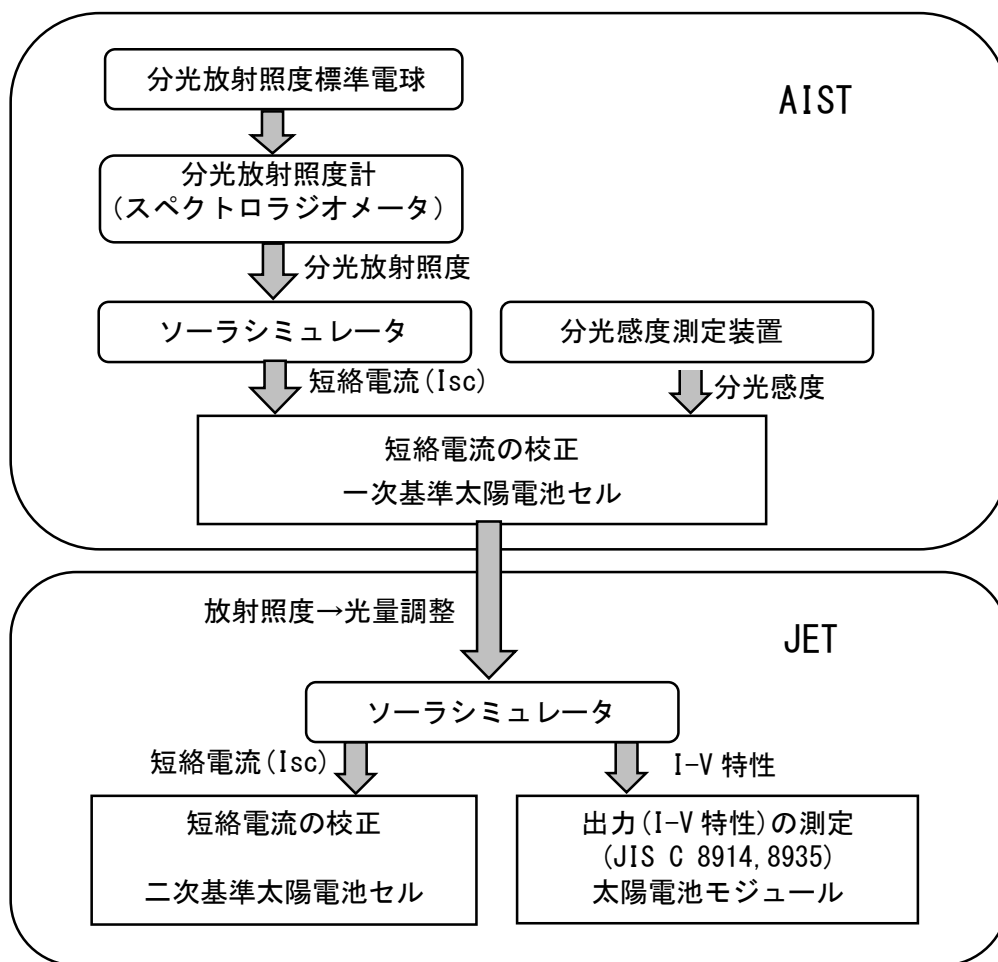 分光放射照度標準電球
AIST
分光放射照度計
(スペクトロラジオメータ)
分光放射照度
ソーラシミュレータ
分光感度測定装置
短絡電流(Isc)
分光感度
短絡電流の校正
一次基準太陽電池セル
放射照度→光量調整
JET
ソーラシミュレータ
短絡電流(Isc)
I-V 特性
短絡電流の校正
二次基準太陽電池セル
出力(I-V 特性)の測定
(JIS C 8914,8935)
太陽電池モジュール